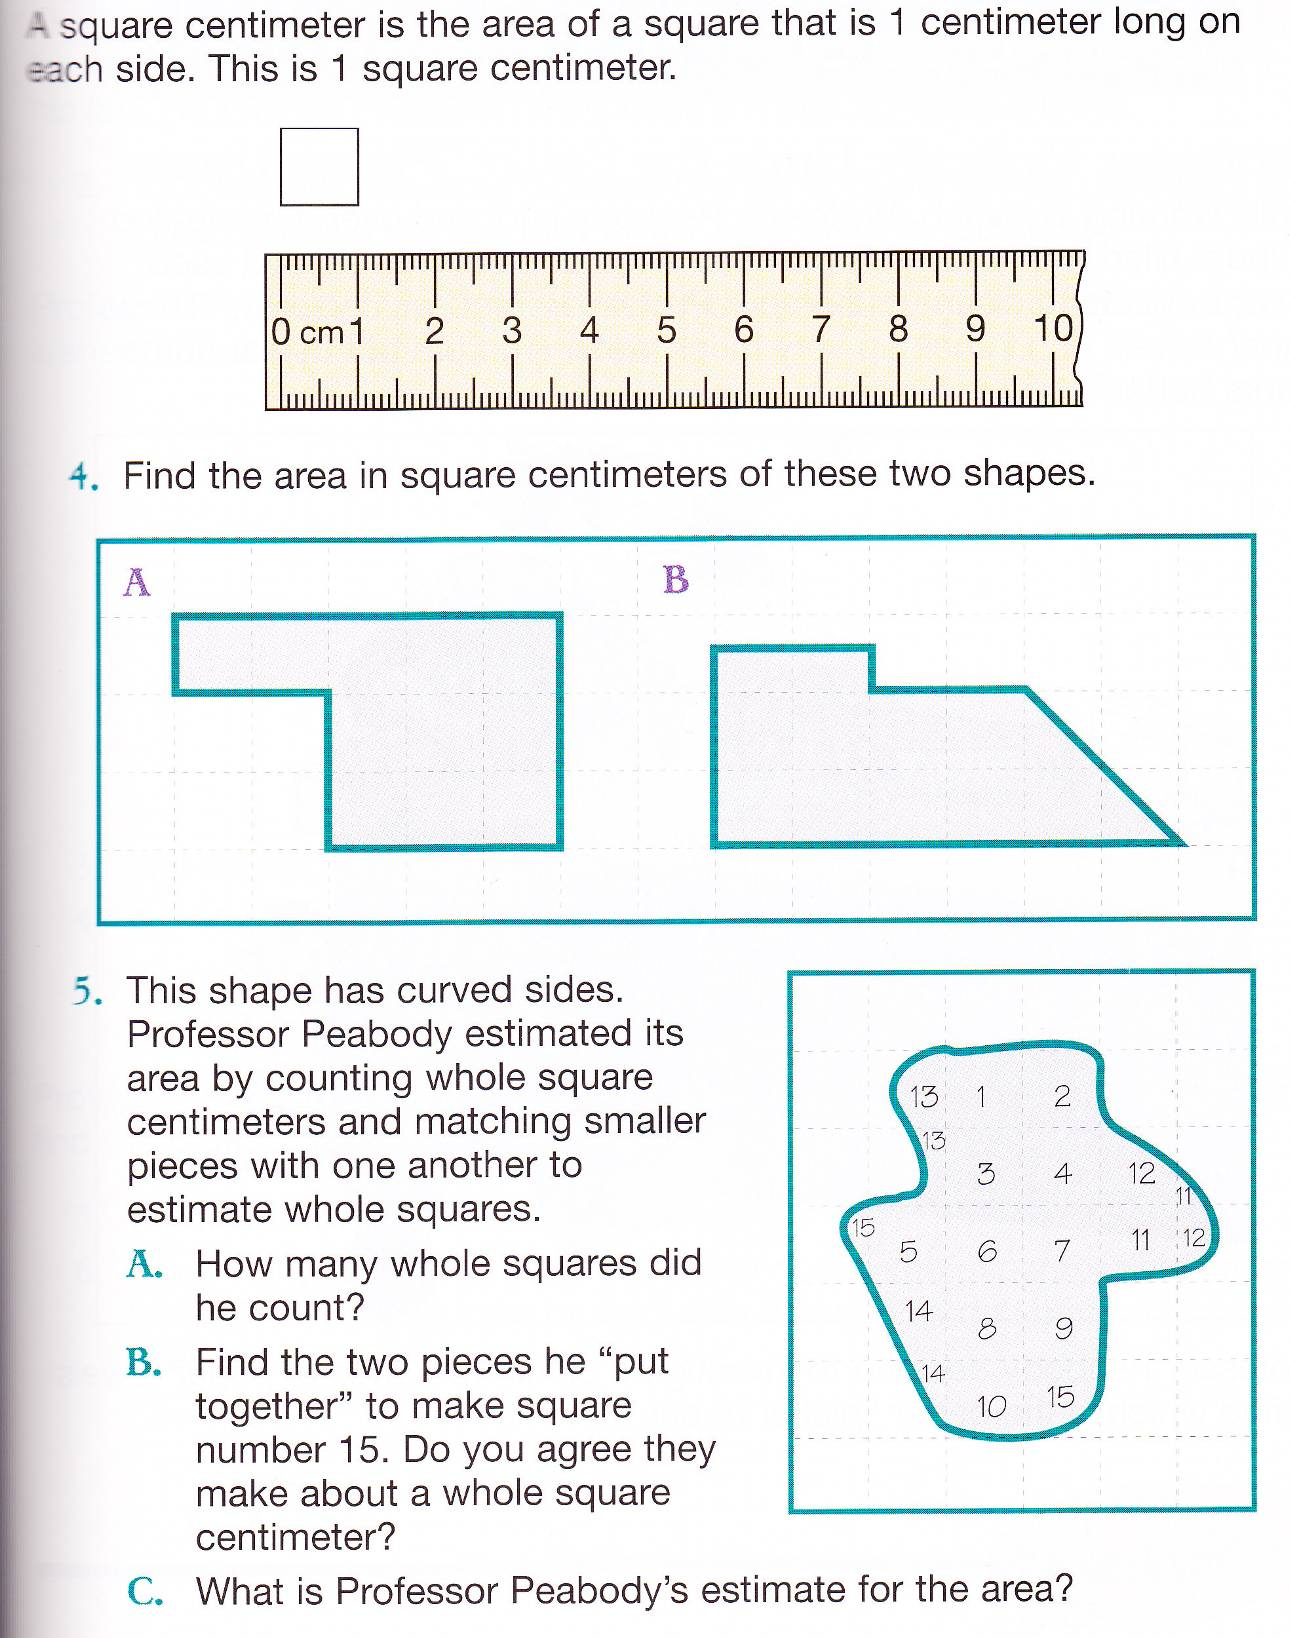 A square centimeter is the area of a square that is 1 centimeter long on
each side. This is 1 square centimeter.
0 cm 1 2 3 4 5 6 7 8 9 10
4. Find the area in square centimeters of these two shapes.
A B
5. This shape has curved sides.
Professor Peabody estimated its
area by counting whole square
centimeters and matching smaller
pieces with one another to
estimate whole squares.
A. How many whole squares did
he count?
B. Find the two pieces he “put
together” to make square
number 15. Do you agree they
make about a whole square
centimeter?
C. What is Professor Peabody’s estimate for the area?
13 1 2
13
3 4 12
11
15
5 6 7 11 12
14
8 9
14
10 15